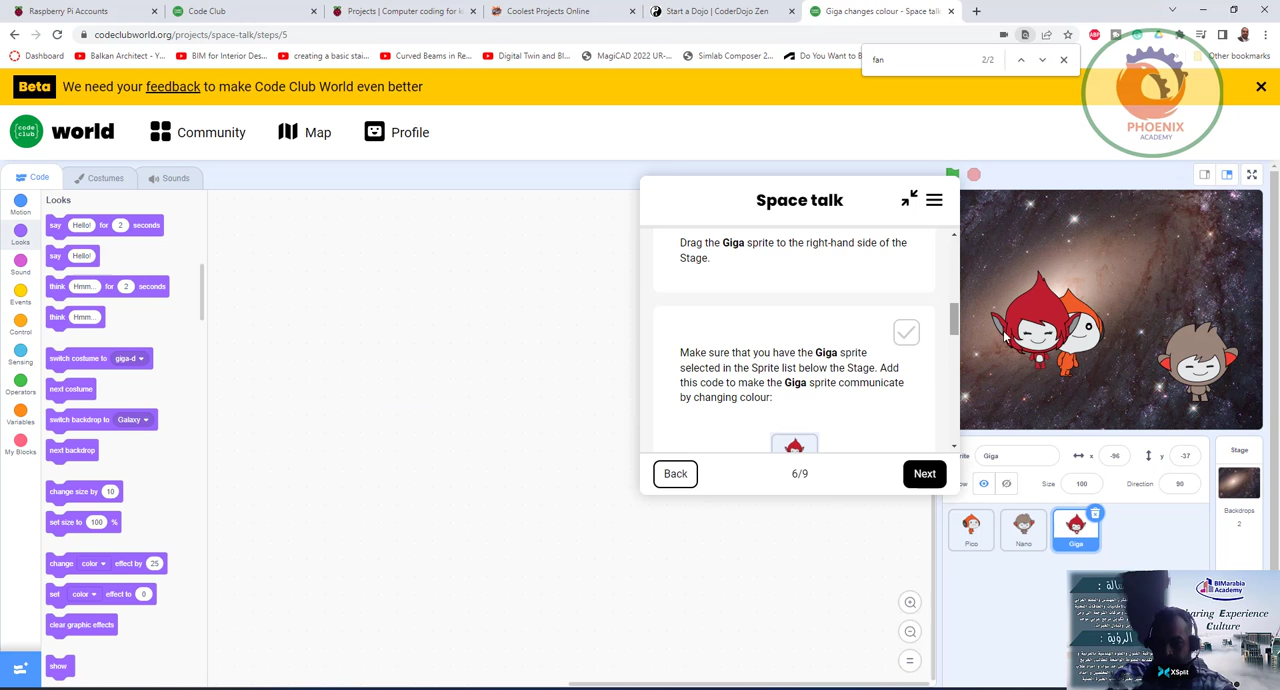 Raspberry Pi Accounts
Code Club
Projects | Computer coding for k
Coolest Projects Online
Start a Dojo | CoderDojo Zen
Giga changes colour - Space talk
codeclubworld.org/projects/space-talk/steps/5
Dashboard
Balkan Architect - Y...
BIM for Interior Des...
creating a basic stai...
Curved Beams in Re...
Digital Twin and Bl...
MagiCAD 2022 UR-...
Simlab Composer 2...
Do You Want to B
Other bookmarks
fan
2/2
Beta
We need your feedback to make Code Club World even better
PHOENIX
ACADEMY
code
club
world
Community
Map
Profile
Code
Costumes
Sounds
Motion
Looks
Sound
Events
Control
Sensing
Operators
Variables
My Blocks
Looks
say Hello! for 2 seconds
say Hello!
think Hmm... for 2 seconds
think Hmm...
switch costume to giga-d
next costume
switch backdrop to Galaxy
next backdrop
change size by 10
set size to 100 %
change color effect by 25
set color effect to 0
clear graphic effects
show
Space talk
Drag the Giga sprite to the right-hand side of the
Stage.
Make sure that you have the Giga sprite
selected in the Sprite list below the Stage. Add
this code to make the Giga sprite communicate
by changing colour:
Back
6/9
Next
Giga
x -96
y -37
Size 100
Direction 90
Pico
Nano
Giga
Stage
Backdrops
2
BIMarabia
Academy
Sharing Experience
Culture
الرؤية :
XSplit